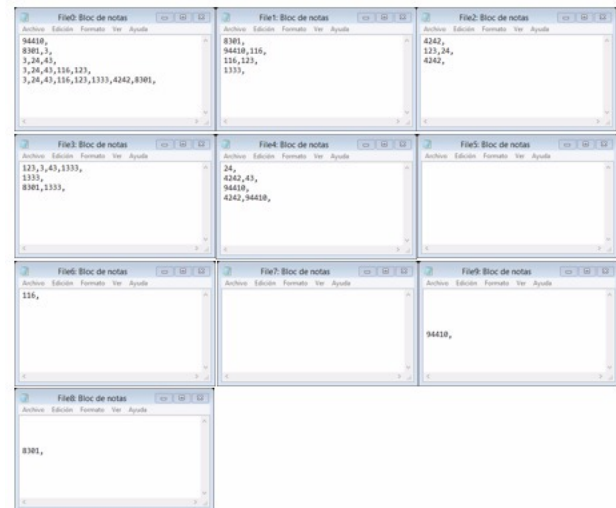 File0: Bloc de notas
Archivo Edición Formato Ver Ayuda
94410,
8301,3,
3,24,43,
3,24,43,116,123,
3,24,43,116,123,1333,4242,8301,
File1: Bloc de notas
Archivo Edición Formato Ver Ayuda
8301,
94410,116,
116,123,
1333,
File2: Bloc de notas
Archivo Edición Formato Ver Ayuda
4242,
123,24,
4242,
File3: Bloc de notas
Archivo Edición Formato Ver Ayuda
123,3,43,1333,
1333,
8301,1333,
File4: Bloc de notas
Archivo Edición Formato Ver Ayuda
24,
4242,43,
94410,
4242,94410,
File5: Bloc de notas
Archivo Edición Formato Ver Ayuda
File6: Bloc de notas
Archivo Edición Formato Ver Ayuda
116,
File7: Bloc de notas
Archivo Edición Formato Ver Ayuda
File9: Bloc de notas
Archivo Edición Formato Ver Ayuda
94410,
File8: Bloc de notas
Archivo Edición Formato Ver Ayuda
8301,